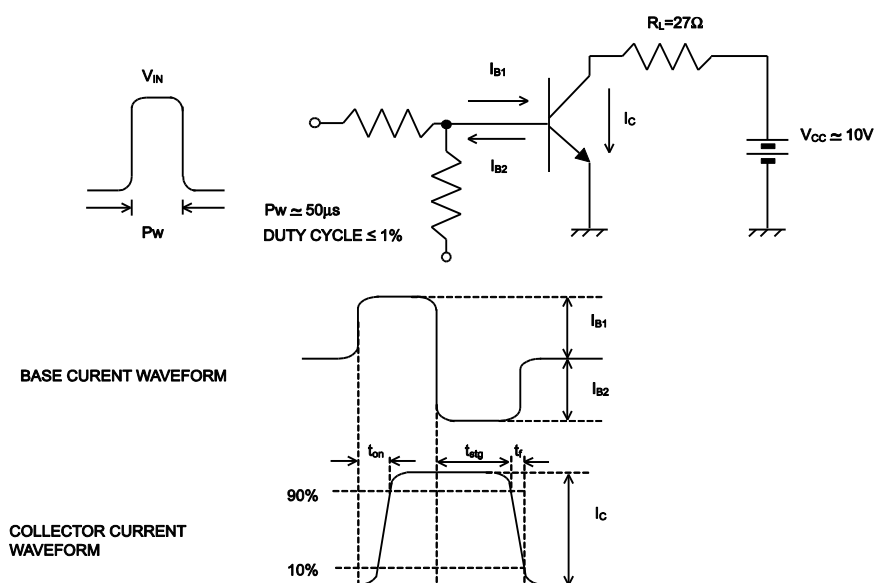 RL=27Ω
VIN
IB1
IC
VCC ≃ 10V
IB2
Pw
Pw ≃ 50μs
DUTY CYCLE ≤ 1%
IB1
BASE CURENT WAVEFORM
IB2
ton
tstg
tf
90%
IC
COLLECTOR CURRENT
WAVEFORM
10%